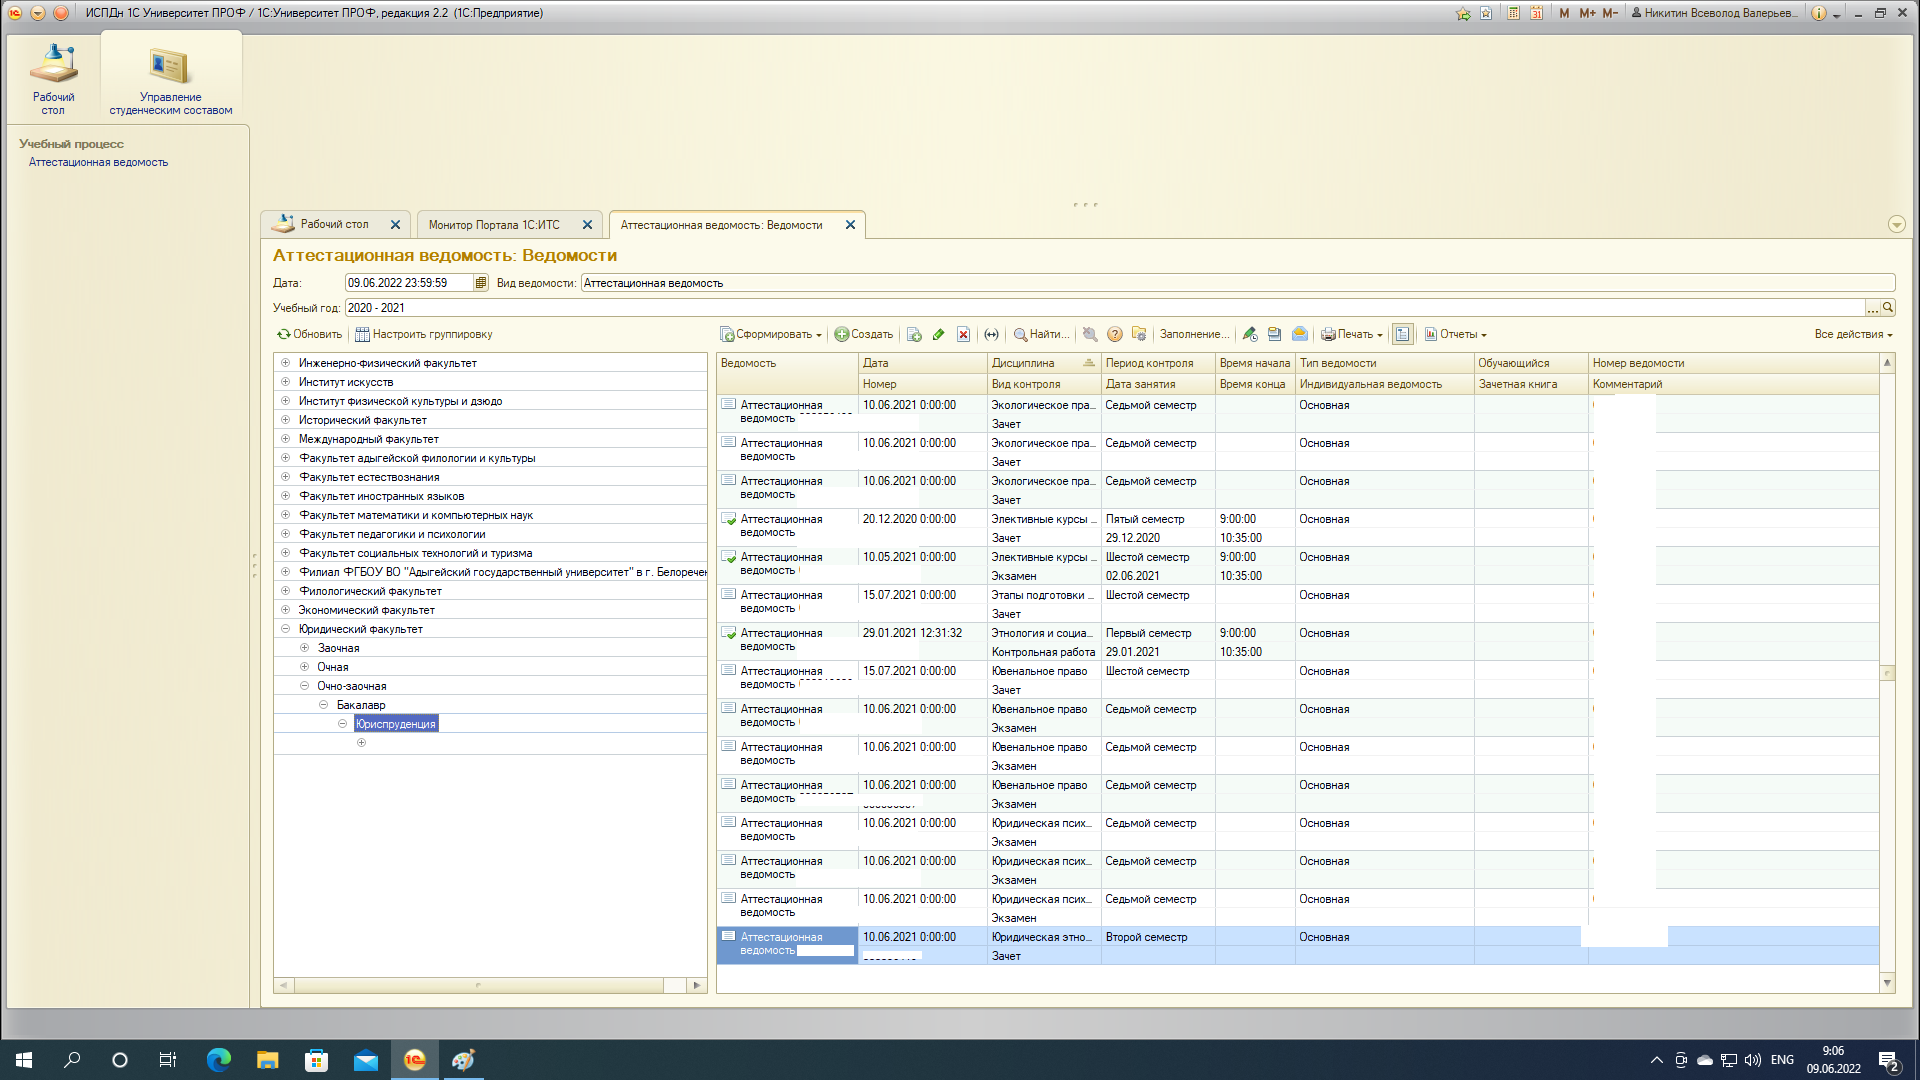 ИСПДн 1С Университет ПРОФ / 1С:Университет ПРОФ, редакция 2.2 (1С:Предприятие)
M M+ M- Никитин Всеволод Валерьев...
Рабочий стол
Управление студенческим составом
Учебный процесс
Аттестационная ведомость
Рабочий стол
Монитор Портала 1С:ИТС
Аттестационная ведомость: Ведомости
Аттестационная ведомость: Ведомости
Дата: 09.06.2022 23:59:59 Вид ведомости: Аттестационная ведомость
Учебный год: 2020 - 2021
Обновить Настроить группировку
Сформировать Создать Найти... Заполнение... Печать Отчеты Все действия
Инженерно-физический факультет
Институт искусств
Институт физической культуры и дзюдо
Исторический факультет
Международный факультет
Факультет адыгейской филологии и культуры
Факультет естествознания
Факультет иностранных языков
Факультет математики и компьютерных наук
Факультет педагогики и психологии
Факультет социальных технологий и туризма
Филиал ФГБОУ ВО "Адыгейский государственный университет" в г. Белоречен
Филологический факультет
Экономический факультет
Юридический факультет
Заочная
Очная
Очно-заочная
Бакалавр
Юриспруденция
Ведомость Дата Дисциплина Период контроля Время начала Тип ведомости Обучающийся Номер ведомости
Номер Вид контроля Дата занятия Время конца Индивидуальная ведомость Зачетная книга Комментарий
Аттестационная 10.06.2021 0:00:00 Экологическое пра... Седьмой семестр Основная
ведомость Зачет
Аттестационная 10.06.2021 0:00:00 Экологическое пра... Седьмой семестр Основная
ведомость Зачет
Аттестационная 10.06.2021 0:00:00 Экологическое пра... Седьмой семестр Основная
ведомость Зачет
Аттестационная 20.12.2020 0:00:00 Элективные курсы ... Пятый семестр 9:00:00 Основная
ведомость Зачет 29.12.2020 10:35:00
Аттестационная 10.05.2021 0:00:00 Элективные курсы ... Шестой семестр 9:00:00 Основная
ведомость Экзамен 02.06.2021 10:35:00
Аттестационная 15.07.2021 0:00:00 Этапы подготовки ... Шестой семестр Основная
ведомость Зачет
Аттестационная 29.01.2021 12:31:32 Этнология и социа... Первый семестр 9:00:00 Основная
ведомость Контрольная работа 29.01.2021 10:35:00
Аттестационная 15.07.2021 0:00:00 Ювенальное право Шестой семестр Основная
ведомость Зачет
Аттестационная 10.06.2021 0:00:00 Ювенальное право Седьмой семестр Основная
ведомость Экзамен
Аттестационная 10.06.2021 0:00:00 Ювенальное право Седьмой семестр Основная
ведомость Экзамен
Аттестационная 10.06.2021 0:00:00 Ювенальное право Седьмой семестр Основная
ведомость Экзамен
Аттестационная 10.06.2021 0:00:00 Юридическая псих... Седьмой семестр Основная
ведомость Экзамен
Аттестационная 10.06.2021 0:00:00 Юридическая псих... Седьмой семестр Основная
ведомость Экзамен
Аттестационная 10.06.2021 0:00:00 Юридическая псих... Седьмой семестр Основная
ведомость Экзамен
Аттестационная 10.06.2021 0:00:00 Юридическая этно... Второй семестр Основная
ведомость Зачет
ENG 9:06
09.06.2022
2